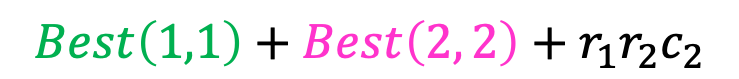 Best(1,1) + Best(2,2) + r₁r₂c₂